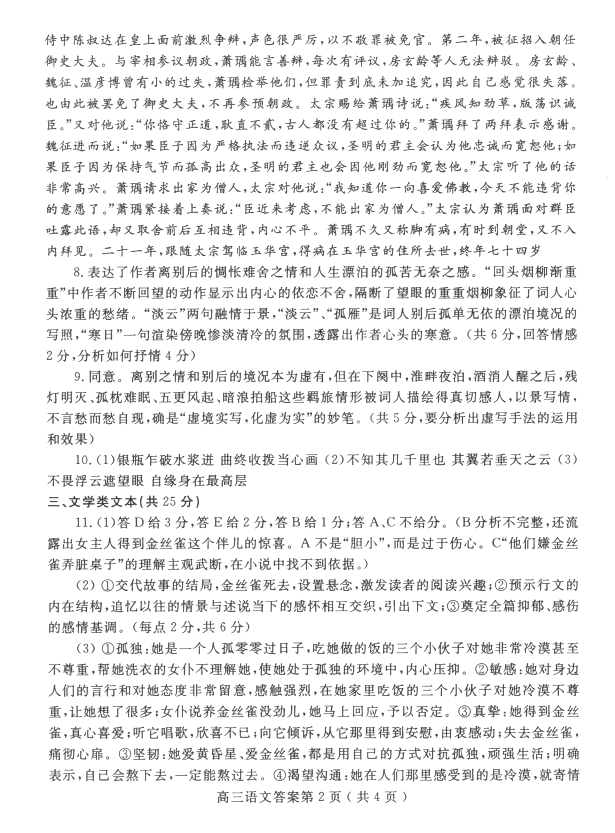 侍中陈叔达在皇上面前激烈争辩,声色很严厉,以不敬罪被免官。第二年,被征招入朝任
御史大夫。与宰相参议朝政,萧瑀能言善辩,每次有评议,房玄龄等人无法辩驳。房玄龄、
魏征、温彦博曾有小的过失,萧瑀检举他们,但罪责到底未加追究,因此自己感觉很失落。
也由此被罢免了御史大夫,不再参预朝政。太宗赐给萧瑀诗说:“疾风知劲草,版荡识诚
臣。”又对他说:“你恪守正道,耿直不贰,古人都没有超过你的。”萧瑀拜了两拜表示感谢。
魏征进而说:“如果臣子因为严格执法而违逆众议,圣明的君主会认为他忠诚而宽恕他;如
果臣子因为保持气节而孤高出众,圣明的君主也会因他刚劲而宽恕他。”太宗听了他的话
非常高兴。萧瑀请求出家为僧人,太宗对他说:“我知道你一向喜爱佛教,今天不能违背你
的意愿了。”萧瑀紧接着上奏说:“臣近来考虑,不能出家为僧人。”太宗认为萧瑀面对群臣
吐露此语,却又取舍前后互相违背,内心不平。萧瑀不久又称脚有病,有时到朝堂,又不入
内拜见。二十一年,跟随太宗驾临玉华宫,得病在玉华宫的住所去世,终年七十四岁
8.表达了作者离别后的惆怅难舍之情和人生漂泊的孤苦无奈之感。“回头烟柳渐重
重”中作者不断回望的动作显示出内心的依恋不舍,隔断了望眼的重重烟柳象征了词人心
头浓重的愁绪。“淡云”两句融情于景,“淡云”、“孤雁”是词人别后孤单无依的漂泊境况的
写照,“寒日”一句渲染傍晚惨淡清冷的氛围,透露出作者心头的寒意。(共6分,回答情感
2分,分析如何抒情4分)
9.同意。离别之情和别后的境况本为虚有,但在下阕中,淮畔夜泊,酒消人醒之后,残
灯明灭、孤枕难眠、五更风起、暗浪拍船这些羁旅情形被词人描绘得真切感人,以景写情,
不言愁而愁自现,确是“虚境实写,化虚为实”的妙笔。(共5分,要分析出虚写手法的运用
和效果)
10.(1)银瓶乍破水浆迸 曲终收拨当心画 (2)不知其几千里也 其翼若垂天之云 (3)
不畏浮云遮望眼 自缘身在最高层
三、文学类文本(共25分)
11.(1)答D给3分,答E给2分,答B给1分;答A、C不给分。(B分析不完整,还流
露出女主人得到金丝雀这个伴儿的惊喜。A不是“胆小”,而是过于伤心。C“他们嫌金丝
雀弄脏桌子”的理解主观武断,在小说中找不到依据。)
(2)①交代故事的结局,金丝雀死去,设置悬念,激发读者的阅读兴趣;②预示行文的
内在结构,追忆以往的情景与述说当下的感怀相互交织,引出下文;③奠定全篇抑郁、感伤
的感情基调。(每点2分,共6分)
(3)①孤独:她是一个人孤零零过日子,吃她做的饭的三个小伙子对她非常冷漠甚至
不尊重,帮她洗衣的女仆不理解她,使她处于孤独的环境中,内心压抑。②敏感:她对身边
人们的言行和对她态度非常留意,感触强烈,在她家里吃饭的三个小伙子对她冷漠不尊
重,让她想了很多;女仆说养金丝雀没劲儿,她马上回应,予以否定。③真挚:她得到金丝
雀,真心喜爱;听它唱歌,欣喜不已;向它倾诉,从它那里得到安慰,由衷感动;失去金丝雀,
痛彻心扉。③坚韧:她爱黄昏星、爱金丝雀,都是用自己的方式对抗孤独,顽强生活;明确
表示,自己会熬下去,一定能熬过去。④渴望沟通:她在人们那里感受到的是冷漠,就寄情
高三语文答案第2页(共4页)